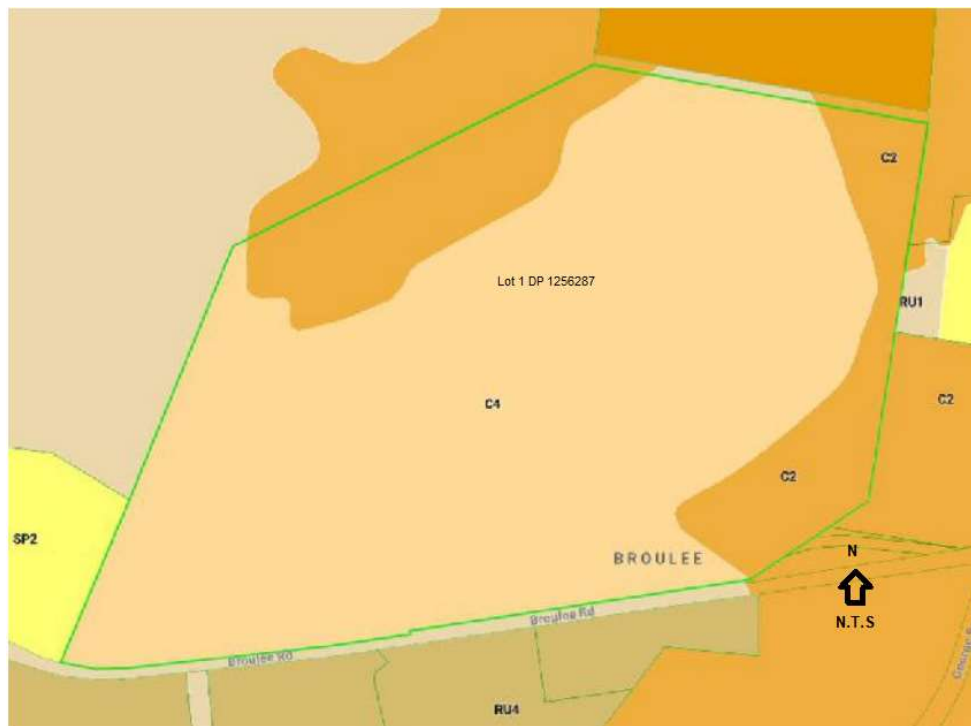 C2
Lot 1 DP 1256287
RU1
C4
C2
C2
SP2
BROULEE
N
N.T.S
Broulee Rd
Broulee Rd
RU4